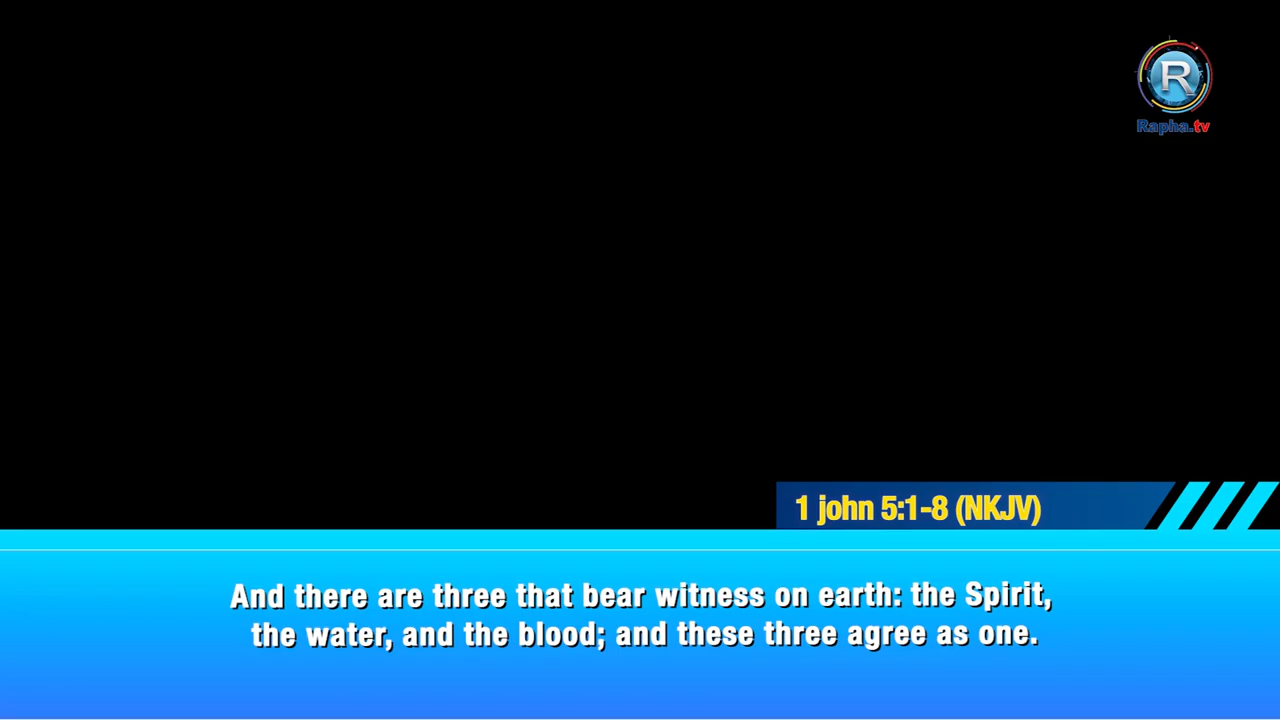 R
Rapha.tv
1 john 5:1-8 (NKJV)
And there are three that bear witness on earth: the Spirit,
the water, and the blood; and these three agree as one.